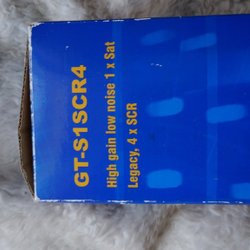 GT-S1SCR4
High gain low noise 1 x Sat
Legacy, 4 x SCR